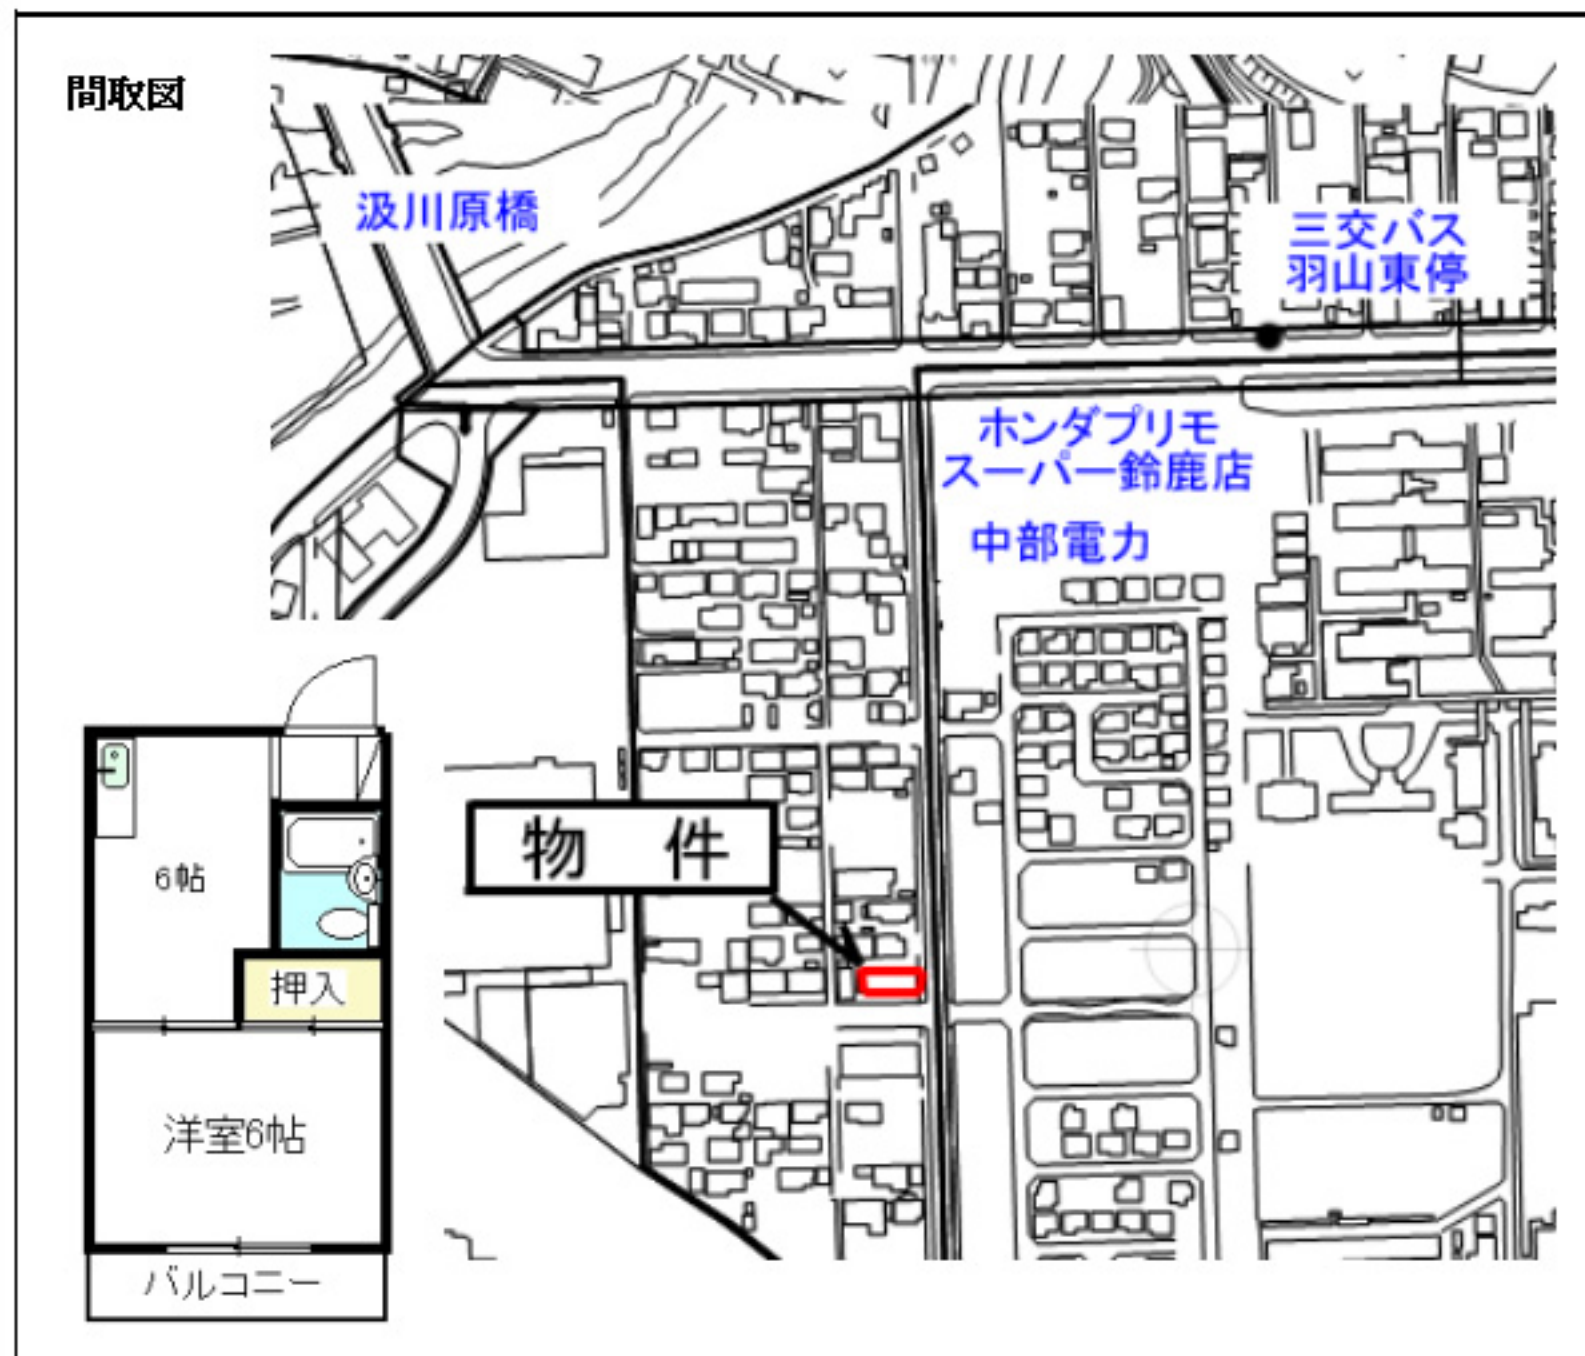 間取図
汲川原橋
三交バス
羽山東停
ホンダプリモ
スーパー鈴鹿店
中部電力
物 件
6帖
押入
洋室6帖
バルコニー